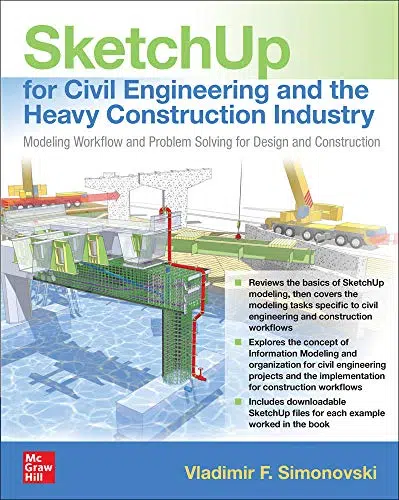 SketchUp
for Civil Engineering and the
Heavy Construction Industry
Modeling Workflow and Problem Solving for Design and Construction
Reviews the basics of SketchUp
modeling, then covers the
modeling tasks specific to civil
engineering and construction
workflows
Explores the concept of
Information Modeling and
organization for civil engineering
projects and the implementation
for construction workflows
Includes downloadable
SketchUp files for each example
worked in the book
Mc
Graw
Hill
Vladimir F. Simonovski